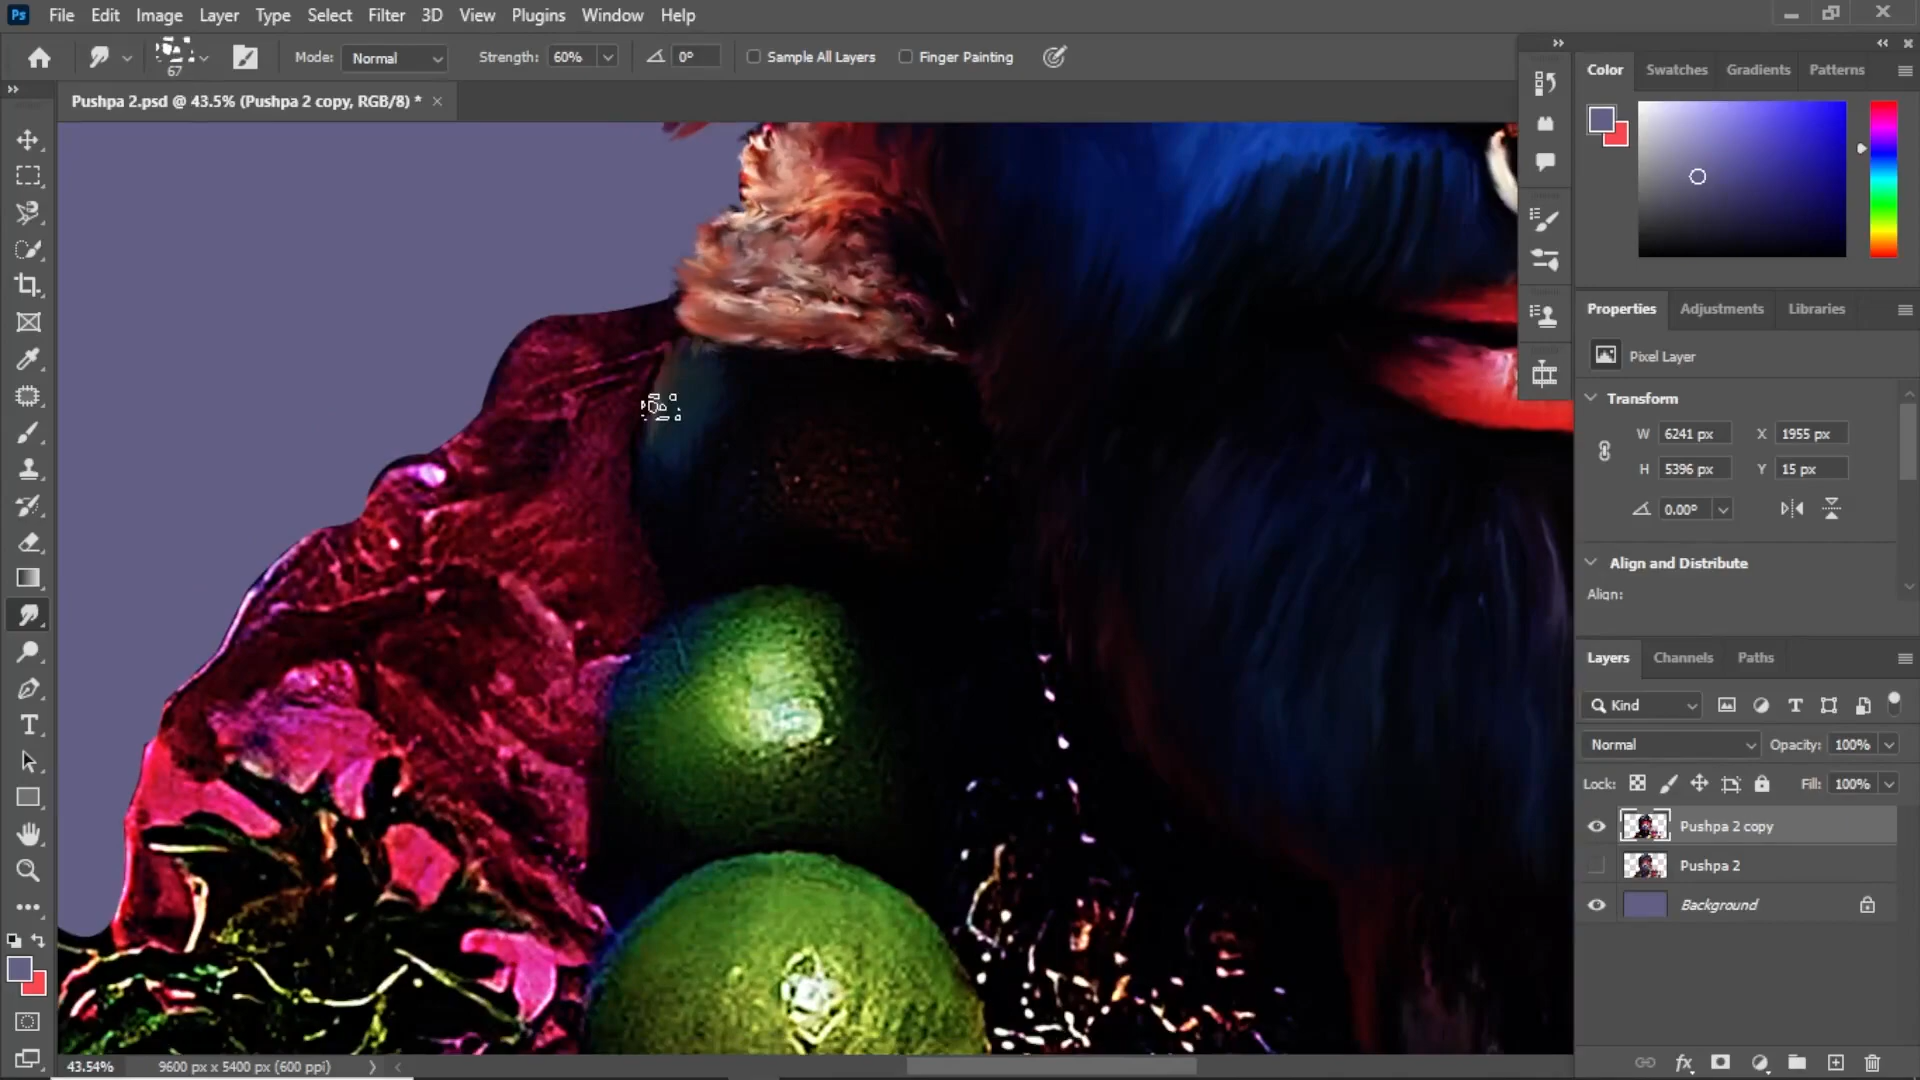 Ps File Edit Image Layer Type Select Filter 3D View Plugins Window Help
67 Mode: Normal Strength: 60% 0° Sample All Layers Finger Painting
Pushpa 2.psd @ 43.5% (Pushpa 2 copy, RGB/8) *
Color Swatches Gradients Patterns
Properties Adjustments Libraries
Pixel Layer
Transform
W 6241 px X 1955 px
H 5396 px Y 15 px
0.00°
Align and Distribute
Align:
Layers Channels Paths
Kind
Normal Opacity: 100%
Lock: Fill: 100%
Pushpa 2 copy
Pushpa 2
Background
43.54% 9600 px x 5400 px (600 ppi)